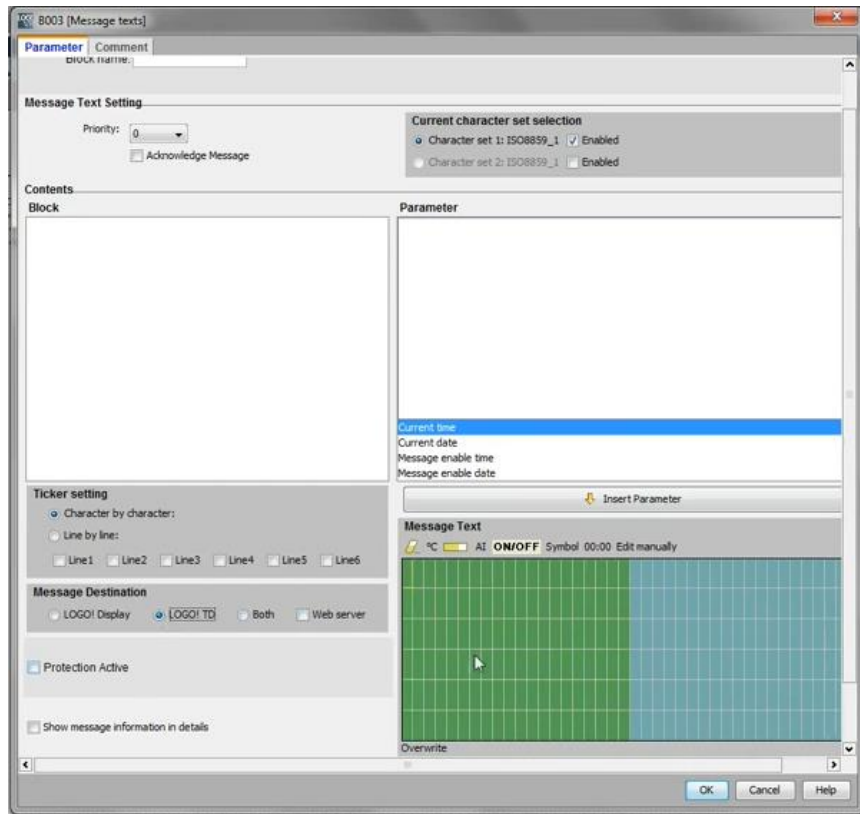 8003 [Message texts]
Parameter Comment
Block name:
Message Text Setting
Priority: 0
Acknowledge Message
Current character set selection
Character set 1: ISO8859_1 Enabled
Character set 2: ISO8859_1 Enabled
Contents
Block
Parameter
Current time
Current date
Message enable time
Message enable date
Insert Parameter
Ticker setting
Character by character:
Line by line:
Line1 Line2 Line3 Line4 Line5 Line6
Message Destination
LOGO! Display LOGO! TD Both Web server
Protection Active
Show message information in details
Message Text
°C AI ON/OFF Symbol 00:00 Edit manually
Overwrite
OK Cancel Help